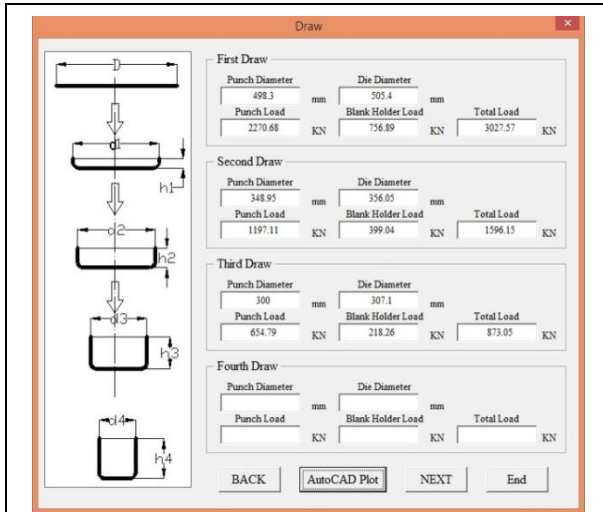 Draw
×
D
d1
h1
d2
h2
d3
h3
d4
h4
First Draw
Punch Diameter Die Diameter
498.3 mm 505.4 mm
Punch Load Blank Holder Load Total Load
2270.68 KN 756.89 KN 3027.57 KN
Second Draw
Punch Diameter Die Diameter
348.95 mm 356.05 mm
Punch Load Blank Holder Load Total Load
1197.11 KN 399.04 KN 1596.15 KN
Third Draw
Punch Diameter Die Diameter
300 mm 307.1 mm
Punch Load Blank Holder Load Total Load
654.79 KN 218.26 KN 873.05 KN
Fourth Draw
Punch Diameter Die Diameter
mm mm
Punch Load Blank Holder Load Total Load
KN KN KN
BACK AutoCAD Plot NEXT End